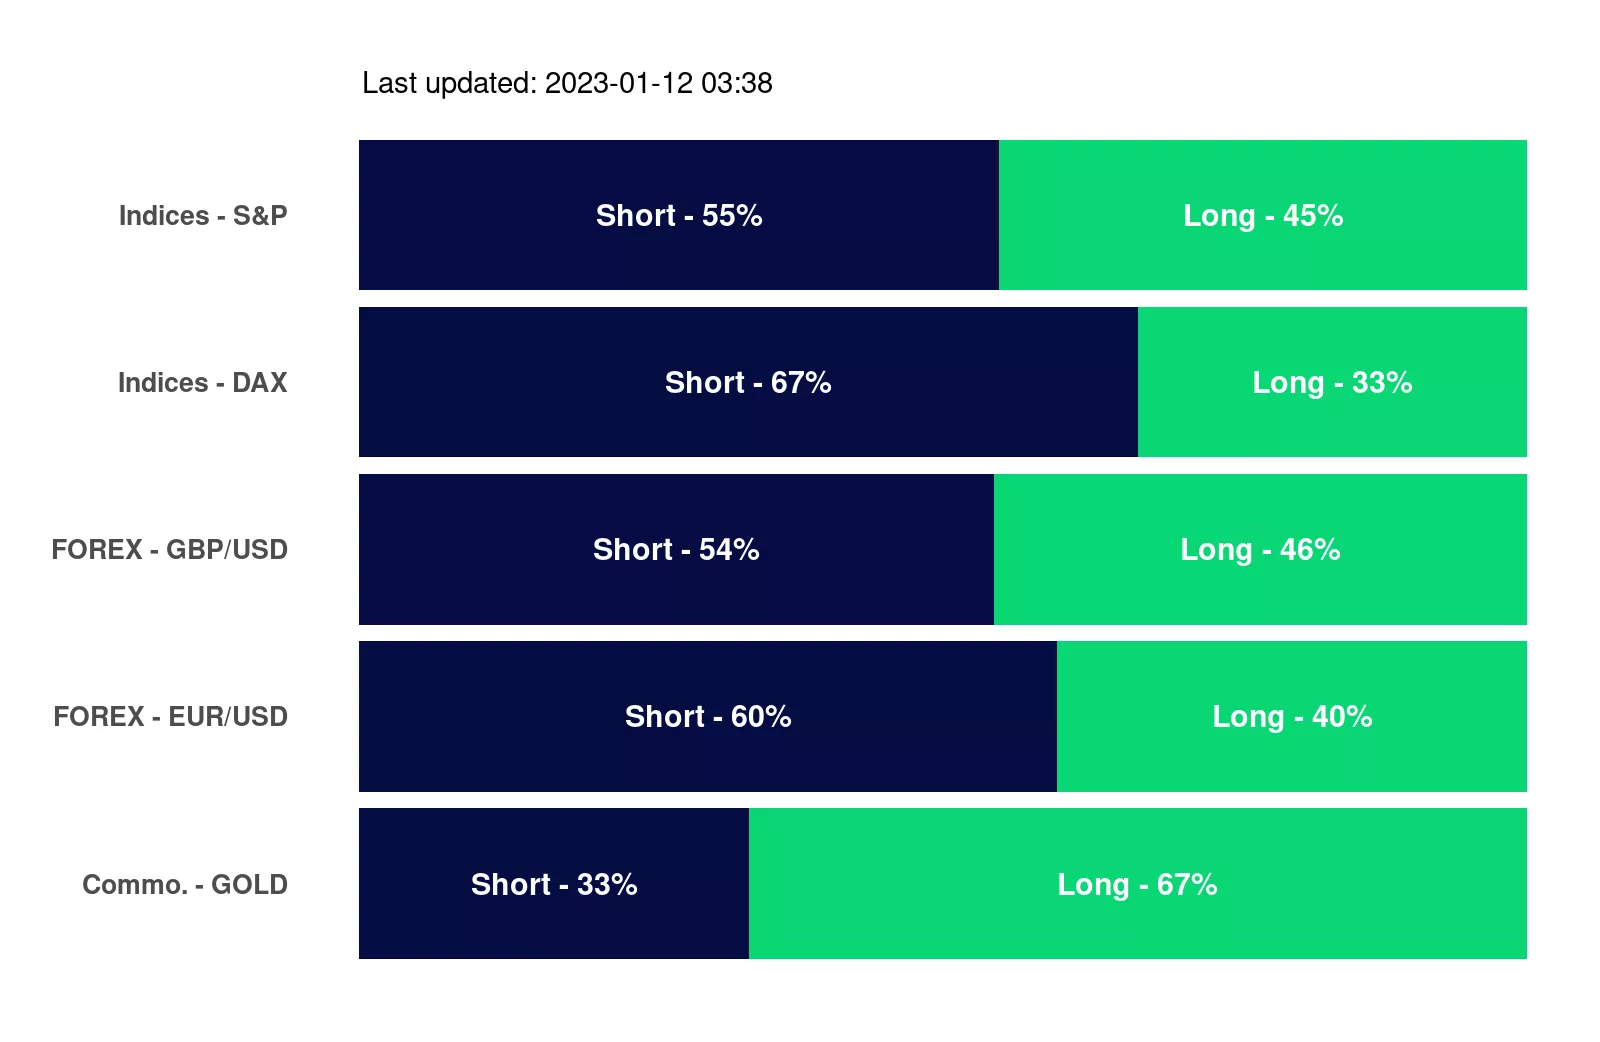 Last updated: 2023-01-12 03:38
Indices - S&P Short - 55% Long - 45%
Indices - DAX Short - 67% Long - 33%
FOREX - GBP/USD Short - 54% Long - 46%
FOREX - EUR/USD Short - 60% Long - 40%
Commo. - GOLD Short - 33% Long - 67%